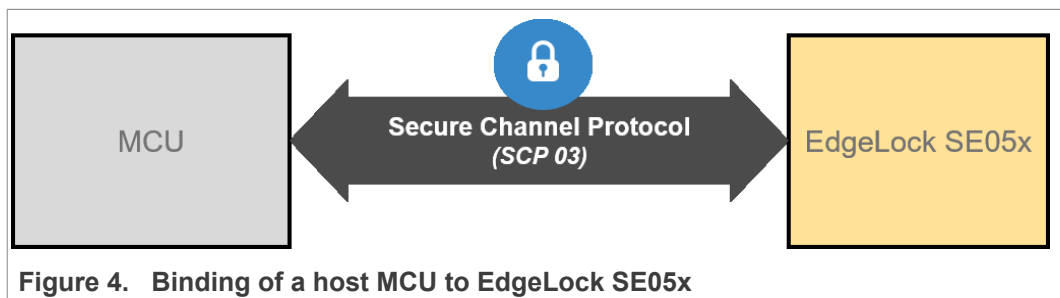 MCU
Secure Channel Protocol
(SCP 03)
EdgeLock SE05x
Figure 4. Binding of a host MCU to EdgeLock SE05x